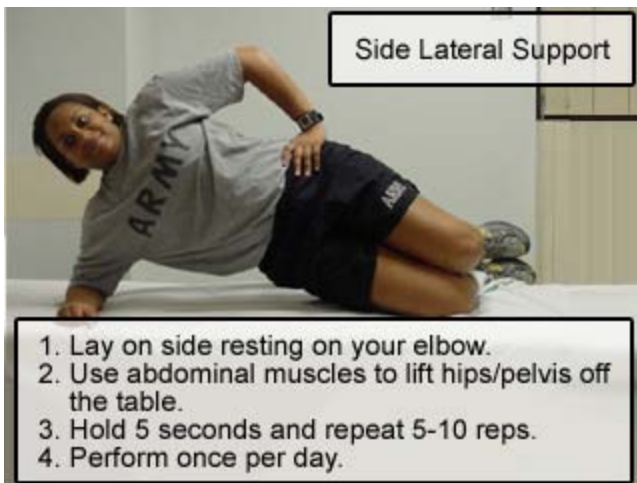 Side Lateral Support
ARMY
ARMY
1. Lay on side resting on your elbow.
2. Use abdominal muscles to lift hips/pelvis off
the table.
3. Hold 5 seconds and repeat 5-10 reps.
4. Perform once per day.